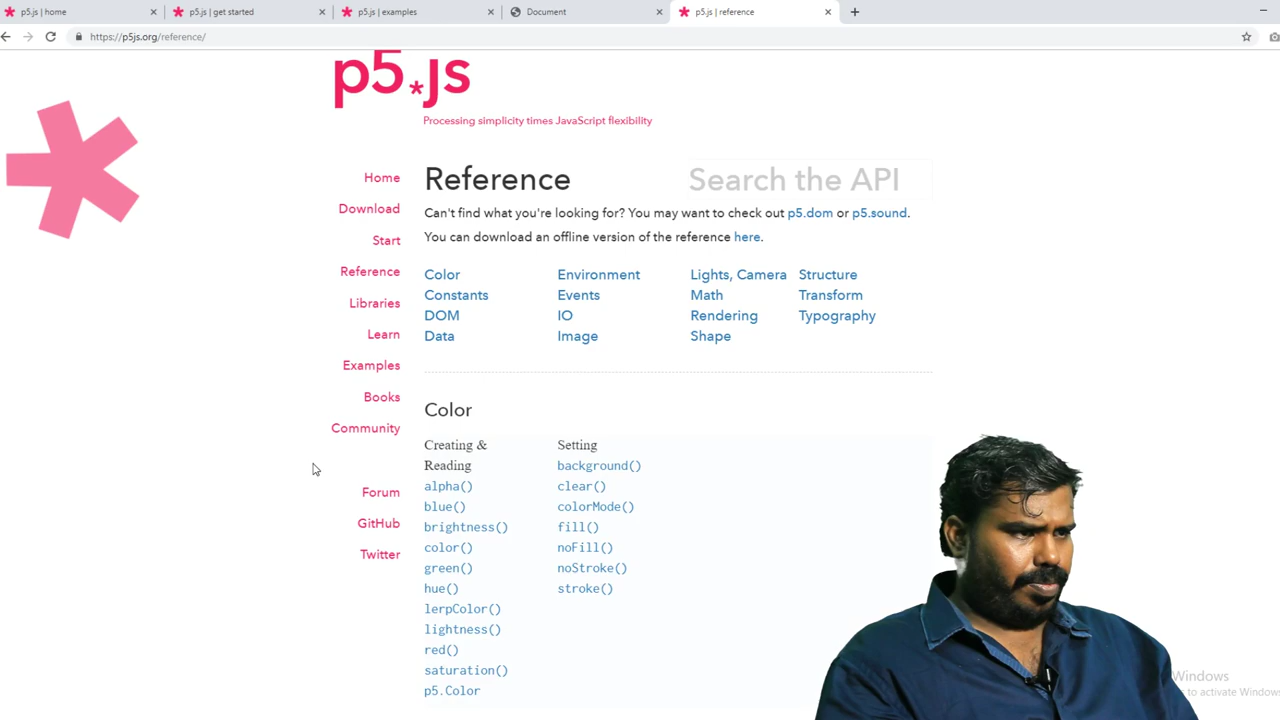 p5.js | home
p5.js | get started
p5.js | examples
Document
p5.js | reference
https://p5js.org/reference/
p5.js
Processing simplicity times JavaScript flexibility
Home
Download
Start
Reference
Libraries
Learn
Examples
Books
Community
Forum
GitHub
Twitter
Reference
Search the API
Can't find what you're looking for? You may want to check out p5.dom or p5.sound.
You can download an offline version of the reference here.
Color
Environment
Lights, Camera
Structure
Constants
Events
Math
Transform
DOM
IO
Rendering
Typography
Data
Image
Shape
Color
Creating &
Reading
alpha()
blue()
brightness()
color()
green()
hue()
lerpColor()
lightness()
red()
saturation()
p5.Color
Setting
background()
clear()
colorMode()
fill()
noFill()
noStroke()
stroke()
Windows
to activate Windows